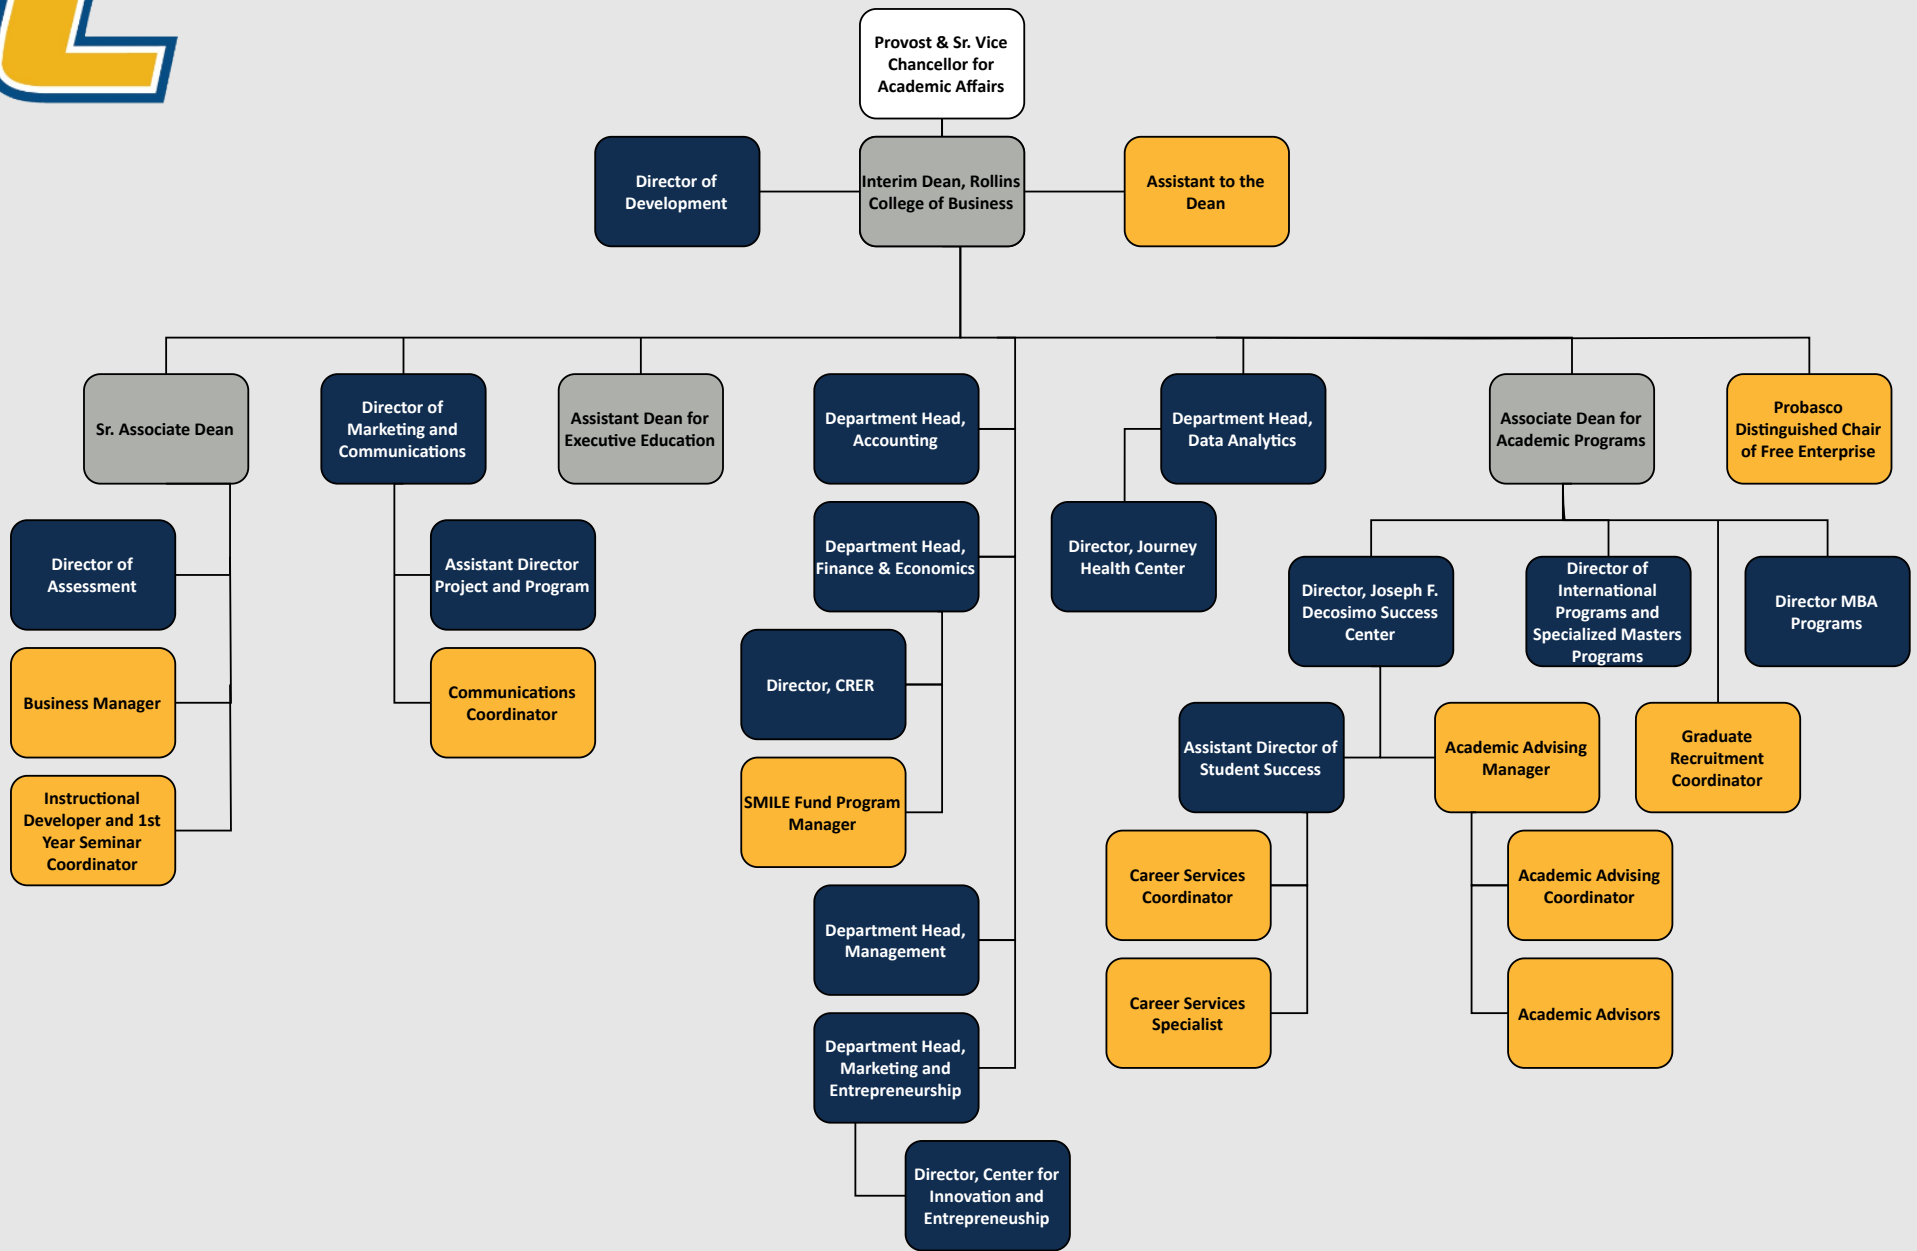 Provost & Sr. Vice
Chancellor for
Academic Affairs
Director of
Development
Interim Dean, Rollins
College of Business
Assistant to the
Dean
Sr. Associate Dean
Director of
Marketing and
Communications
Assistant Dean for
Executive Education
Department Head,
Accounting
Department Head,
Data Analytics
Associate Dean for
Academic Programs
Probasco
Distinguished Chair
of Free Enterprise
Director of
Assessment
Assistant Director
Project and Program
Department Head,
Finance & Economics
Director, Journey
Health Center
Director, Joseph F.
Decosimo Success
Center
Director of
International
Programs and
Specialized Masters
Programs
Director MBA
Programs
Business Manager
Communications
Coordinator
Director, CRER
Assistant Director of
Student Success
Academic Advising
Manager
Graduate
Recruitment
Coordinator
Instructional
Developer and 1st
Year Seminar
Coordinator
SMILE Fund Program
Manager
Career Services
Coordinator
Academic Advising
Coordinator
Department Head,
Management
Career Services
Specialist
Academic Advisors
Department Head,
Marketing and
Entrepreneurship
Director, Center for
Innovation and
Entrepreneuship